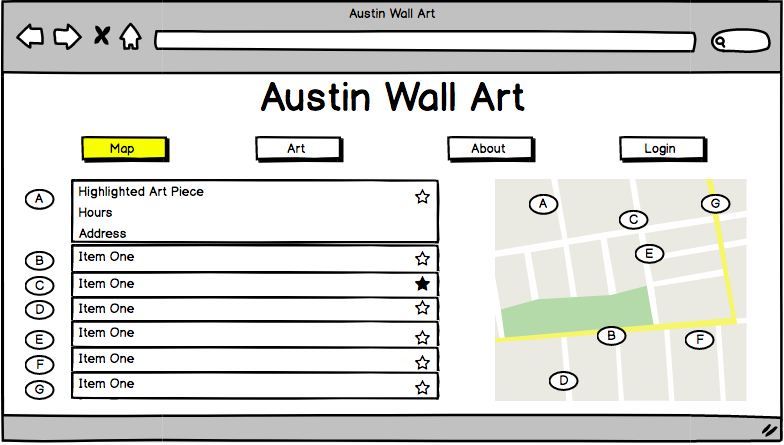 Austin Wall Art
Austin Wall Art
Map Art About Login
A Highlighted Art Piece
Hours
Address
B Item One
C Item One
D Item One
E Item One
F Item One
G Item One
A
G
C
E
B
F
D